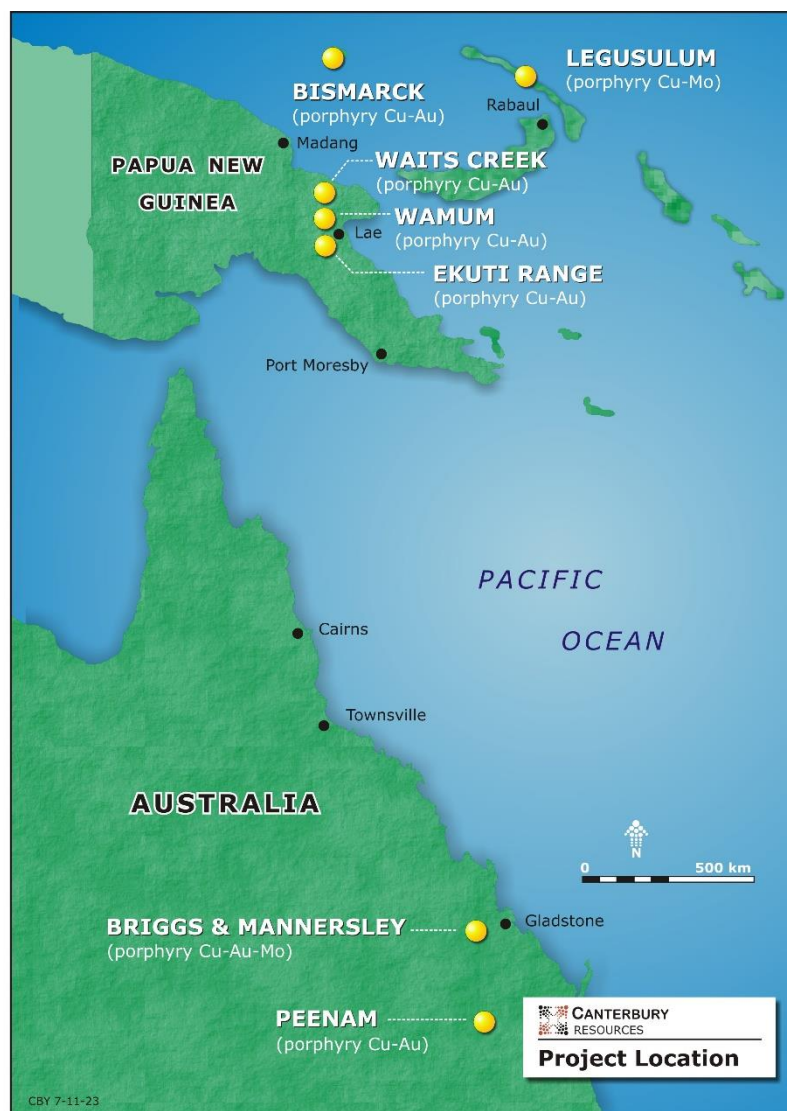 LEGUSULUM
(porphyry Cu-Mo)
BISMARCK
(porphyry Cu-Au)
Rabaul
Madang
PAPUA NEW
GUINEA
WAITS CREEK
(porphyry Cu-Au)
WAMUM
(porphyry Cu-Au)
Lae
EKUTI RANGE
(porphyry Cu-Au)
Port Moresby
PACIFIC
OCEAN
Cairns
Townsville
AUSTRALIA
N
0 500 km
BRIGGS & MANNERSLEY
(porphyry Cu-Au-Mo)
Gladstone
PEENAM
(porphyry Cu-Au)
CANTERBURY
RESOURCES
Project Location
CBY 7-11-23